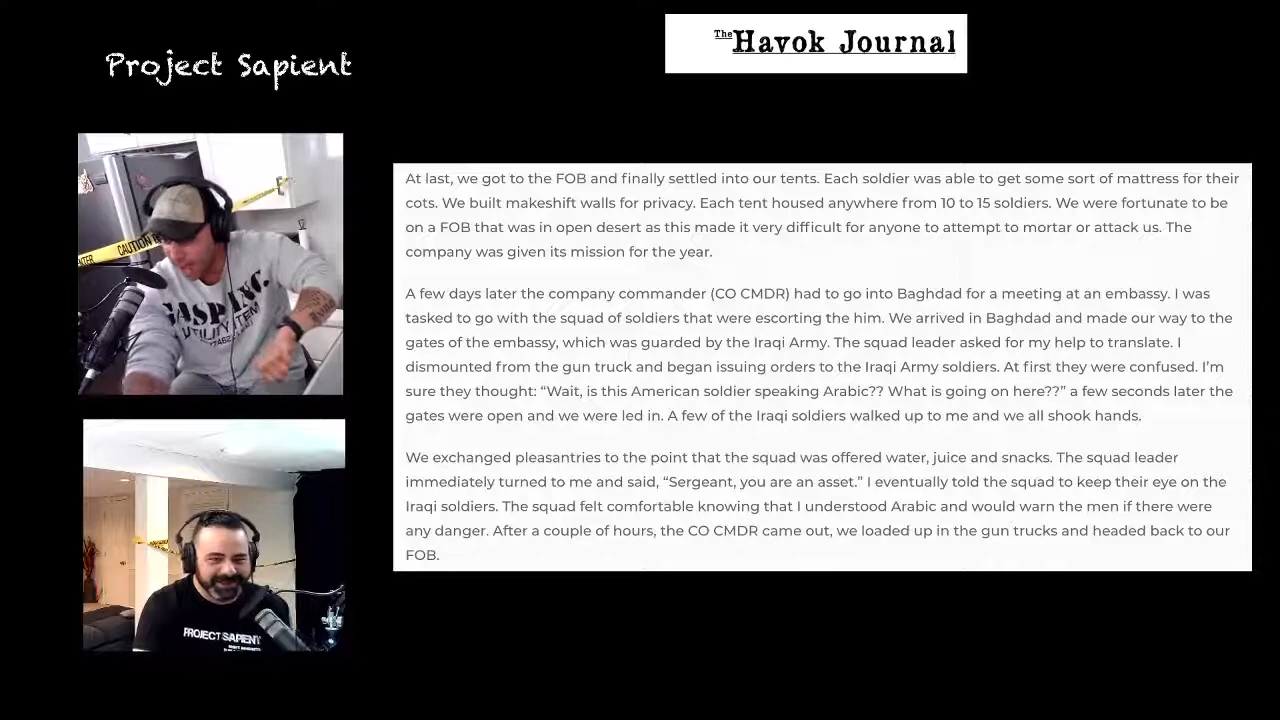 Project Sapient
The Havok Journal
CAUTION
GASP INC.
UTILITY ITEM
At last, we got to the FOB and finally settled into our tents. Each soldier was able to get some sort of mattress for their
cots. We built makeshift walls for privacy. Each tent housed anywhere from 10 to 15 soldiers. We were fortunate to be
on a FOB that was in open desert as this made it very difficult for anyone to attempt to mortar or attack us. The
company was given its mission for the year.
A few days later the company commander (CO CMDR) had to go into Baghdad for a meeting at an embassy. I was
tasked to go with the squad of soldiers that were escorting the him. We arrived in Baghdad and made our way to the
gates of the embassy, which was guarded by the Iraqi Army. The squad leader asked for my help to translate. I
dismounted from the gun truck and began issuing orders to the Iraqi Army soldiers. At first they were confused. I’m
sure they thought: “Wait, is this American soldier speaking Arabic?? What is going on here??” a few seconds later the
gates were open and we were led in. A few of the Iraqi soldiers walked up to me and we all shook hands.
We exchanged pleasantries to the point that the squad was offered water, juice and snacks. The squad leader
immediately turned to me and said, “Sergeant, you are an asset.” I eventually told the squad to keep their eye on the
Iraqi soldiers. The squad felt comfortable knowing that I understood Arabic and would warn the men if there were
any danger. After a couple of hours, the CO CMDR came out, we loaded up in the gun trucks and headed back to our
FOB.
PROJECT SAPIENT